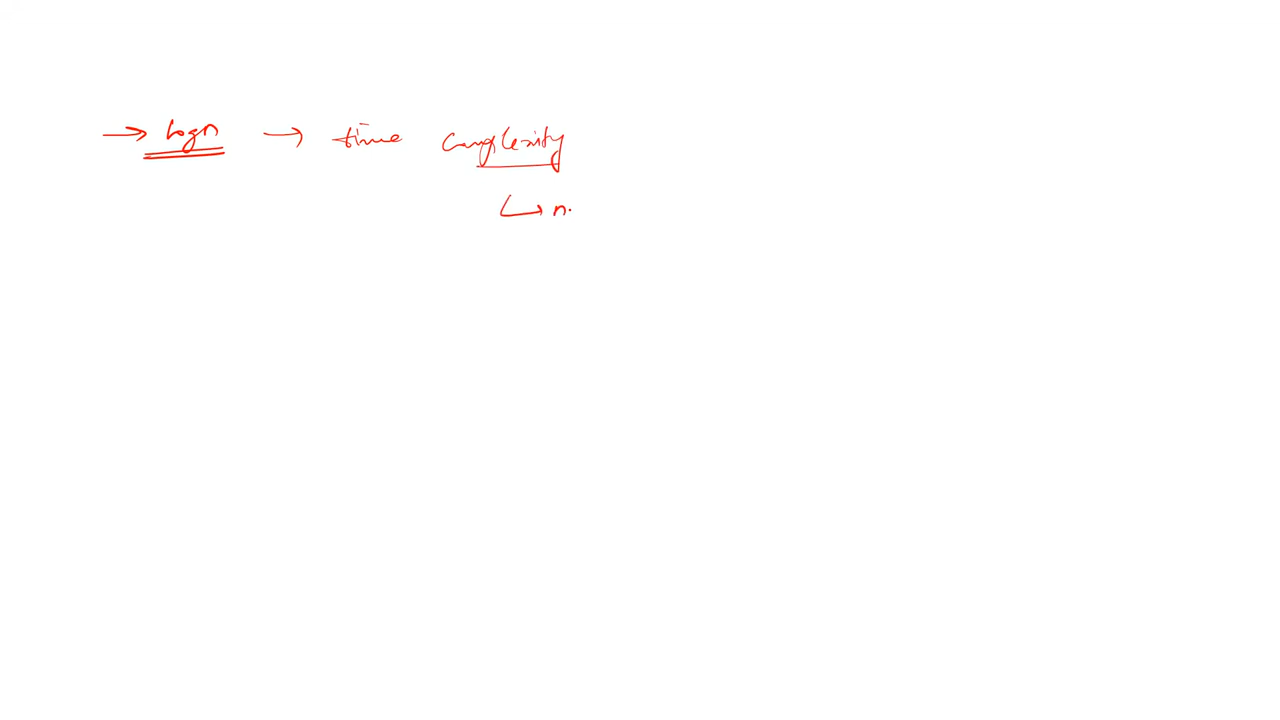 → logn → time complexity
↳ n.